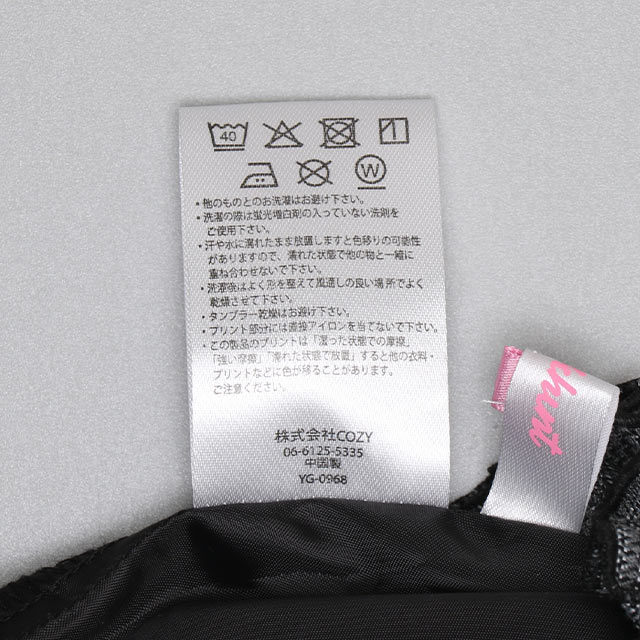 40
W
・他のものとのお洗濯はお避け下さい。
・洗濯の際は蛍光増白剤の入っていない洗剤を
ご使用下さい。
・汗や水に濡れたまま放置しますと色移りの可能性
がありますので、濡れた状態で他の物と一緒に
重ね合わせないで下さい。
・洗濯後はよく形を整えて風通しの良い場所でよく
乾燥させて下さい。
・タンブラー乾燥はお避け下さい。
・プリント部分には直接アイロンを当てないで下さい。
・この製品のプリントは「湿った状態での摩擦」
「強い摩擦」「濡れた状態で放置」すると他の衣料・
プリントなどに色が移ることがあります。
ご注意ください。
株式会社COZY
06-6125-5335
中国製
YG-0968